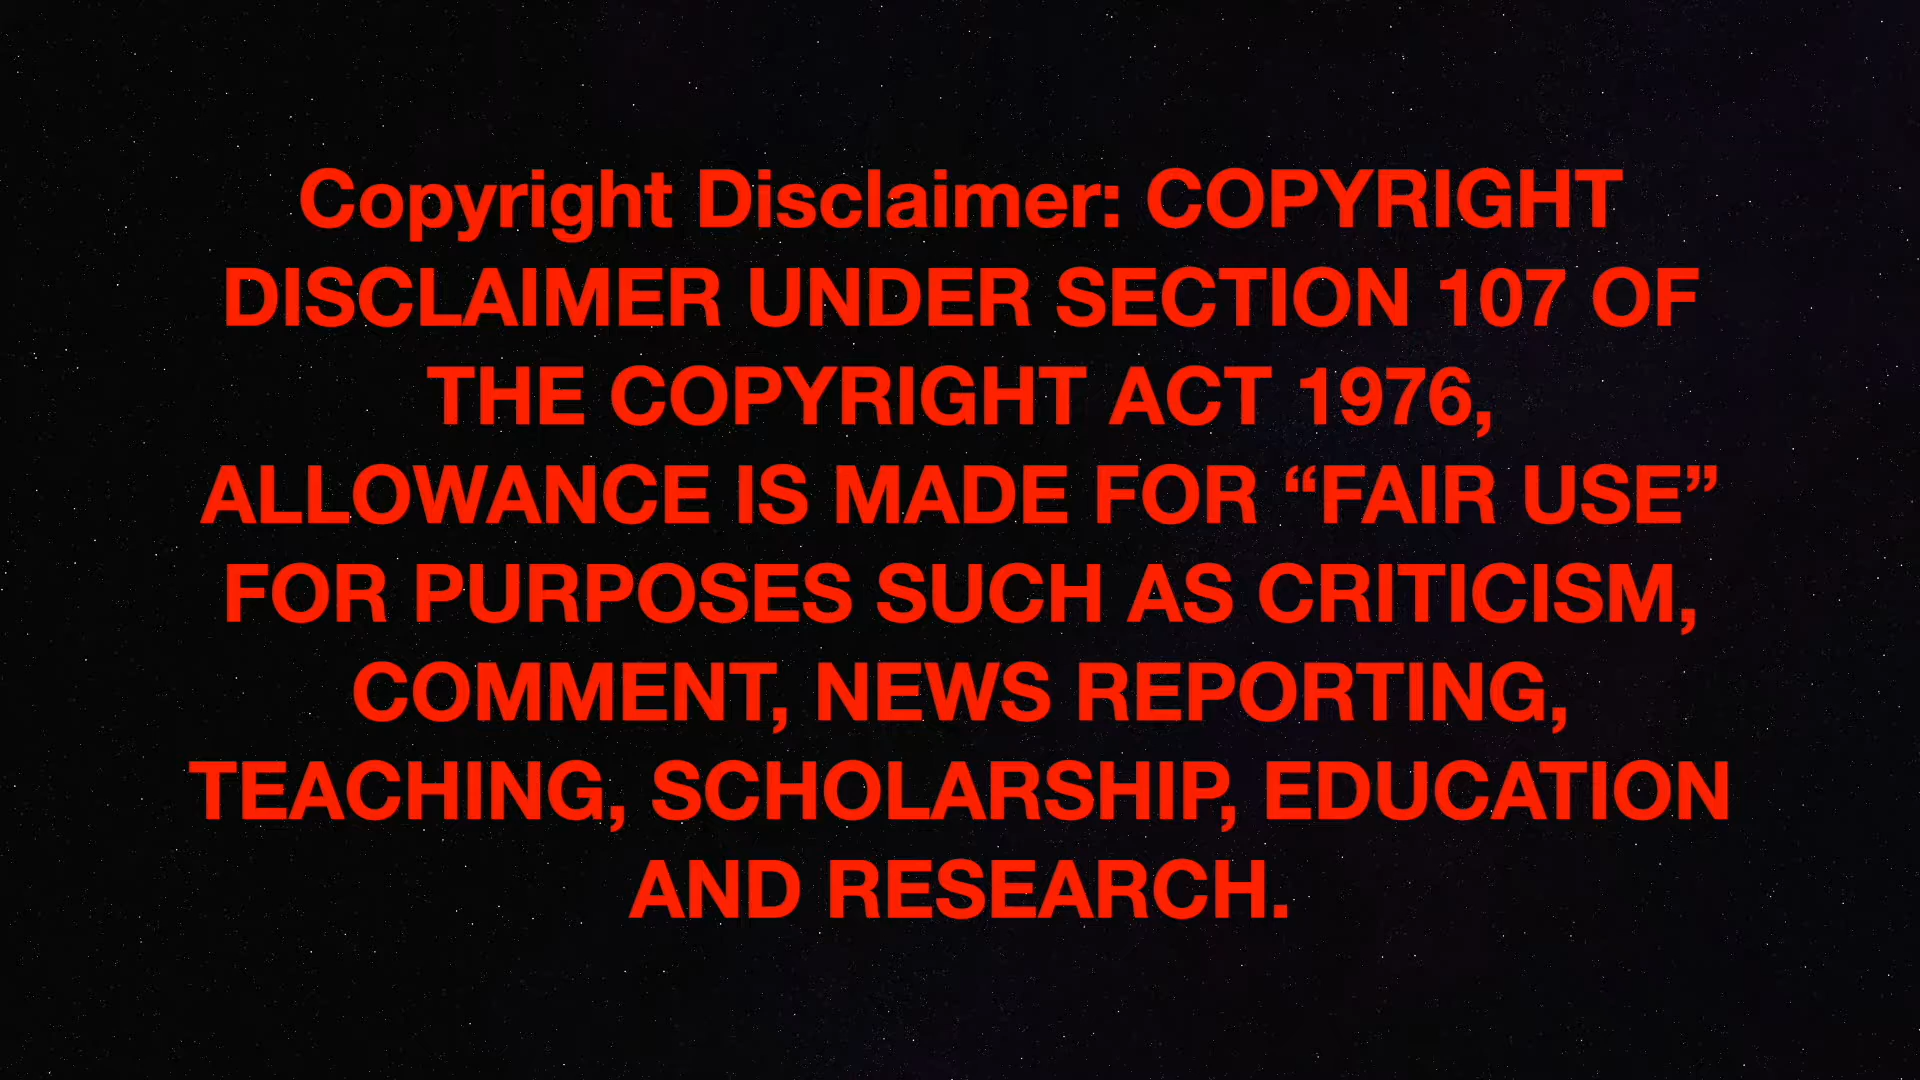 Copyright Disclaimer: COPYRIGHT
DISCLAIMER UNDER SECTION 107 OF
THE COPYRIGHT ACT 1976,
ALLOWANCE IS MADE FOR “FAIR USE”
FOR PURPOSES SUCH AS CRITICISM,
COMMENT, NEWS REPORTING,
TEACHING, SCHOLARSHIP, EDUCATION
AND RESEARCH.